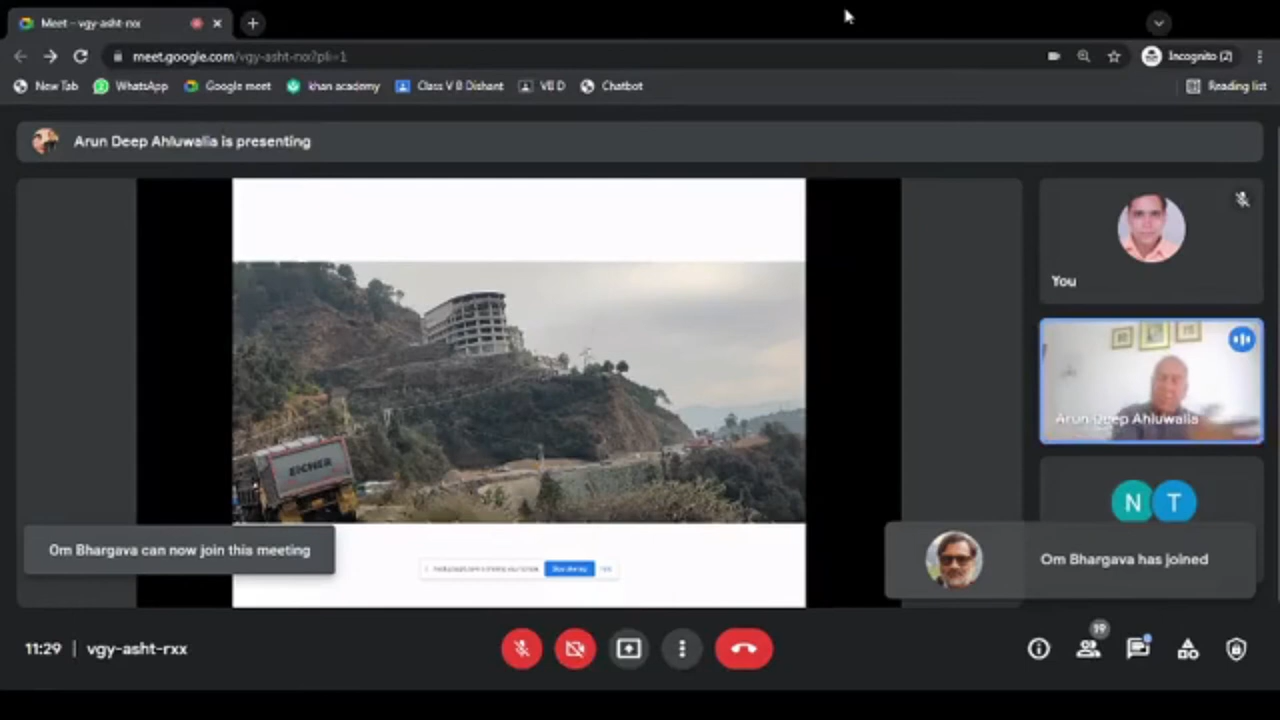 Meet - vgy-asht-rxx
meet.google.com/vgy-asht-rxx?pli=1
Incognito (2)
New Tab
WhatsApp
Google meet
khan academy
Class V B Dishant
VII D
Chatbot
Reading list
Arun Deep Ahluwalia is presenting
You
Arun Deep Ahluwalia
EICHER
N
T
Om Bhargava can now join this meeting
Stop sharing
Om Bhargava has joined
11:29 | vgy-asht-rxx
19